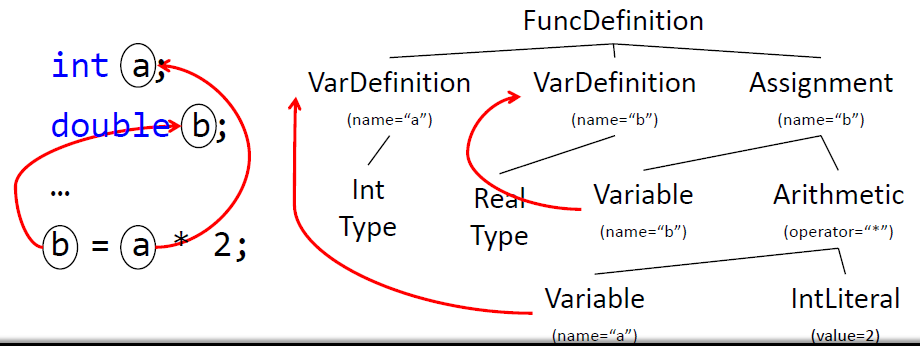 int a;
double b;
…
b = a * 2;
FuncDefinition
VarDefinition
(name=“a”)
VarDefinition
(name=“b”)
Assignment
(name=“b”)
Int
Type
Real
Type
Variable
(name=“b”)
Arithmetic
(operator=“*”)
Variable
(name=“a”)
IntLiteral
(value=2)